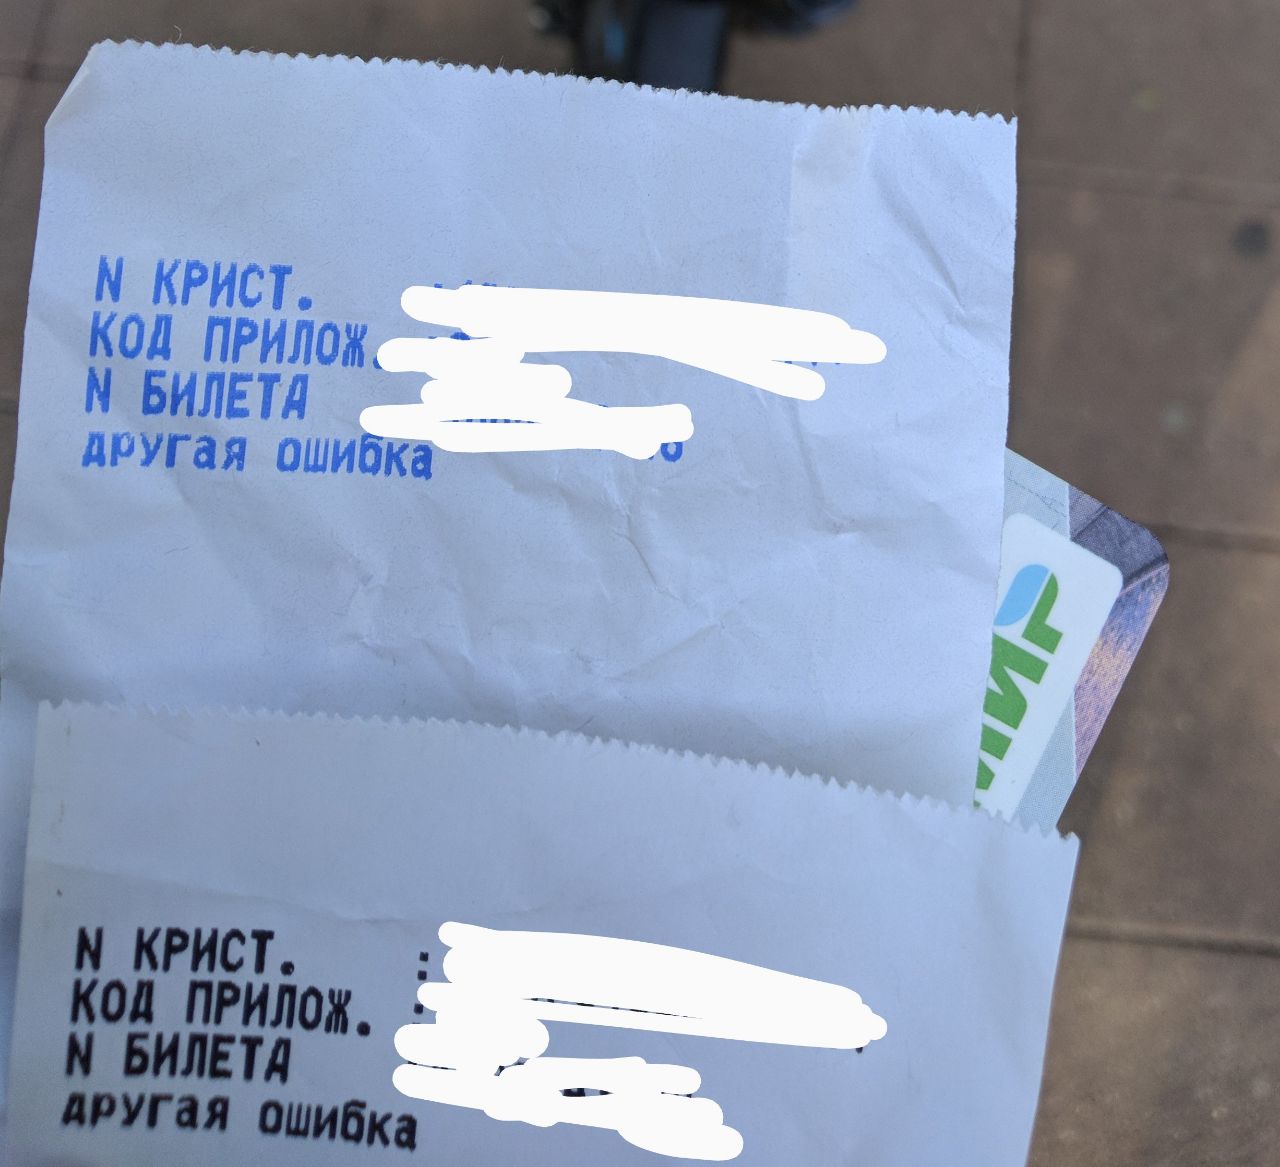 N КРИСТ.
КОД ПРИЛОЖ.
N БИЛЕТА
другая ошибка
МИР
N КРИСТ. :
КОД ПРИЛОЖ. :
N БИЛЕТА
другая ошибка